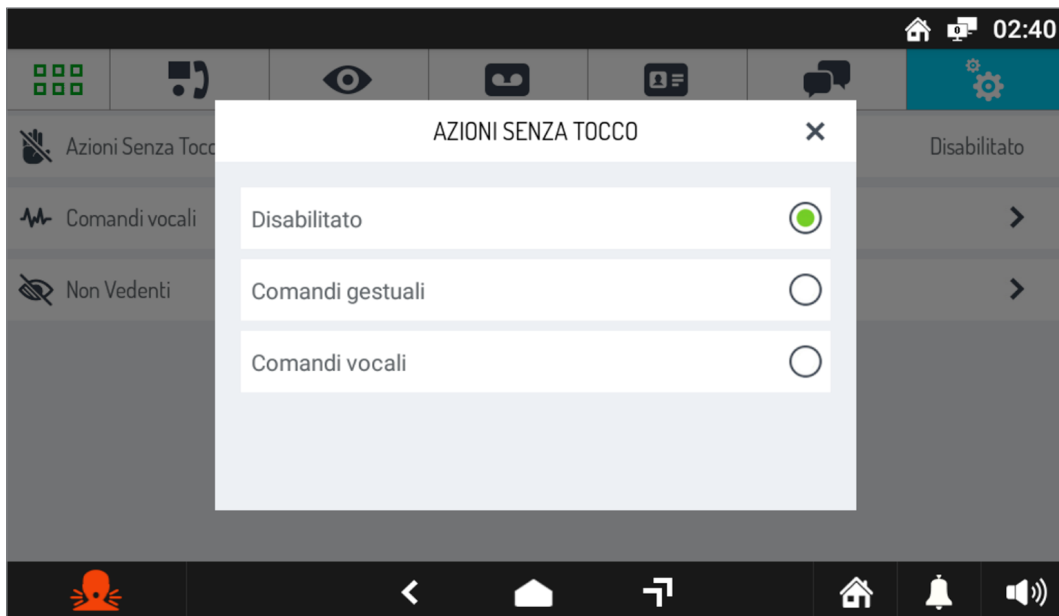 02:40
AZIONI SENZA TOCCO
Azioni Senza Tocc
Disabilitato
Disabilitato
Comandi vocali
Comandi gestuali
Non Vedenti
Comandi vocali